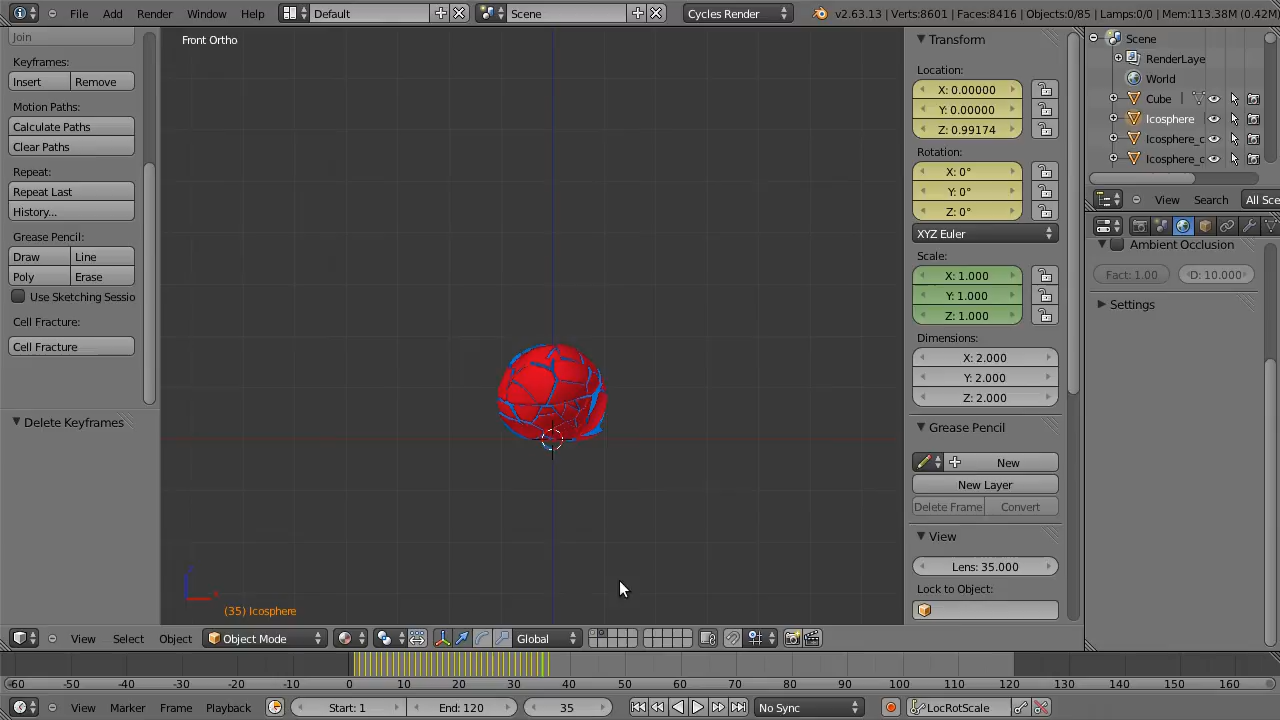 File Add Render Window Help Default Scene Cycles Render v2.63.13 | Verts:8601 | Faces:8416 | Objects:0/85 | Lamps:0/0 | Mem:113.38M (0.42M
Join
Keyframes:
Insert Remove
Motion Paths:
Calculate Paths
Clear Paths
Repeat:
Repeat Last
History...
Grease Pencil:
Draw Line
Poly Erase
Use Sketching Sessio
Cell Fracture:
Cell Fracture
Delete Keyframes
Front Ortho
(35) Icosphere
Transform
Location:
X: 0.00000
Y: 0.00000
Z: 0.99174
Rotation:
X: 0°
Y: 0°
Z: 0°
XYZ Euler
Scale:
X: 1.000
Y: 1.000
Z: 1.000
Dimensions:
X: 2.000
Y: 2.000
Z: 2.000
Grease Pencil
New
New Layer
Delete Frame Convert
View
Lens: 35.000
Lock to Object:
Scene
RenderLaye
World
Cube
Icosphere
Icosphere_c
Icosphere_c
View Search All Sce
Ambient Occlusion
Fact: 1.00 D: 10.000
Settings
View Select Object Object Mode Global
-60 -50 -40 -30 -20 -10 0 10 20 30 40 50 60 70 80 90 100 110 120 130 140 150 160
View Marker Frame Playback Start: 1 End: 120 35 No Sync LocRotScale